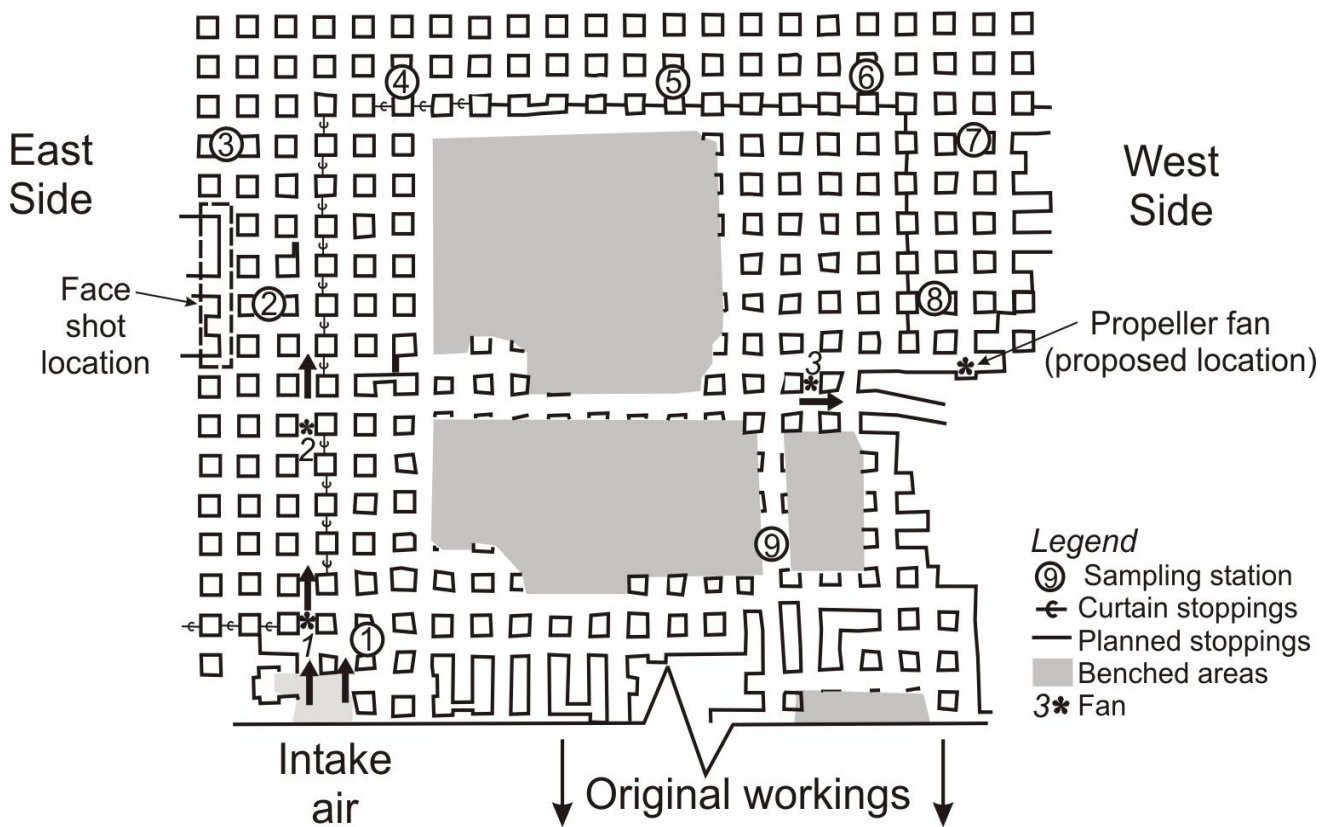 4
5
6
3
7
East
Side
West
Side
Face
shot
location
2
8
Propeller fan
(proposed location)
3
2
9
Legend
9 Sampling station
Curtain stoppings
Planned stoppings
Benched areas
3* Fan
1
1
Intake
air
Original workings